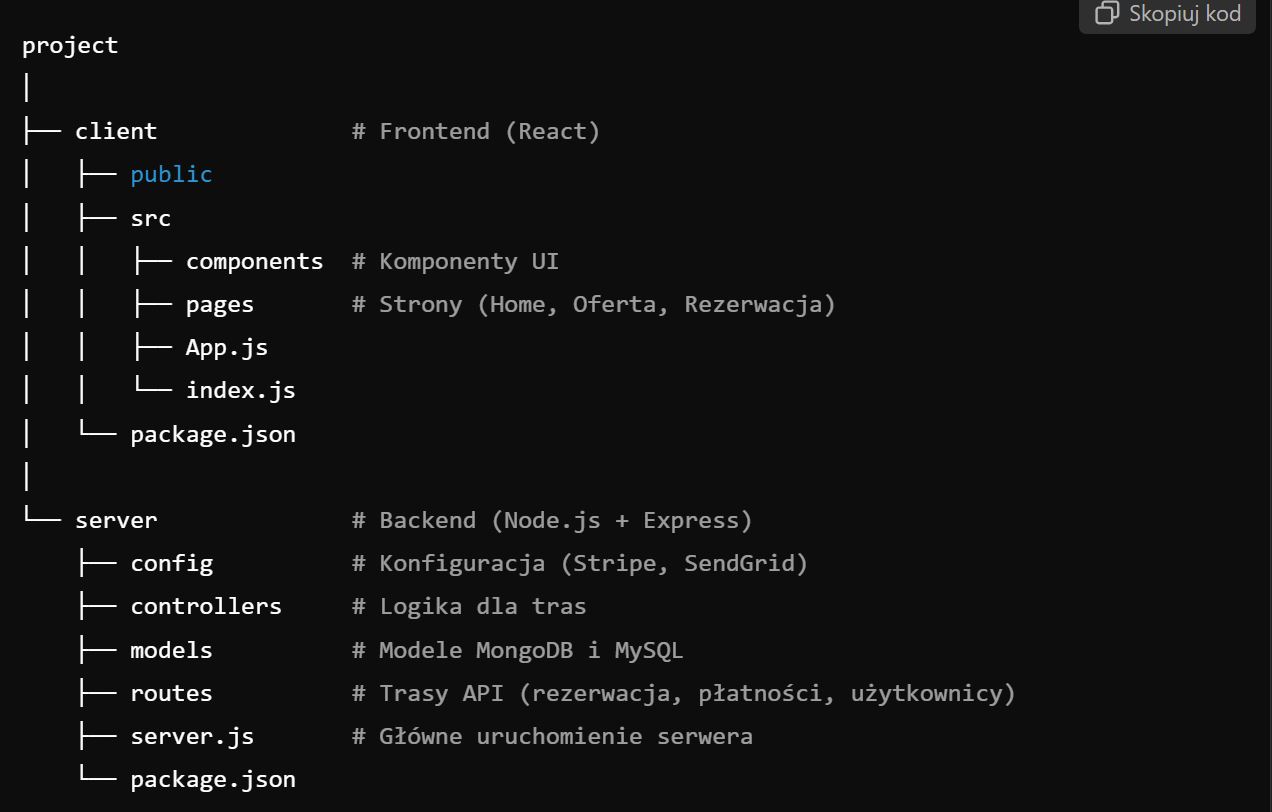 Skopiuj kod
project
│
├── client              # Frontend (React)
│   ├── public
│   ├── src
│   │   ├── components  # Komponenty UI
│   │   ├── pages       # Strony (Home, Oferta, Rezerwacja)
│   │   ├── App.js
│   │   └── index.js
│   └── package.json
│
└── server              # Backend (Node.js + Express)
    ├── config          # Konfiguracja (Stripe, SendGrid)
    ├── controllers     # Logika dla tras
    ├── models          # Modele MongoDB i MySQL
    ├── routes          # Trasy API (rezerwacja, płatności, użytkownicy)
    ├── server.js       # Główne uruchomienie serwera
    └── package.json